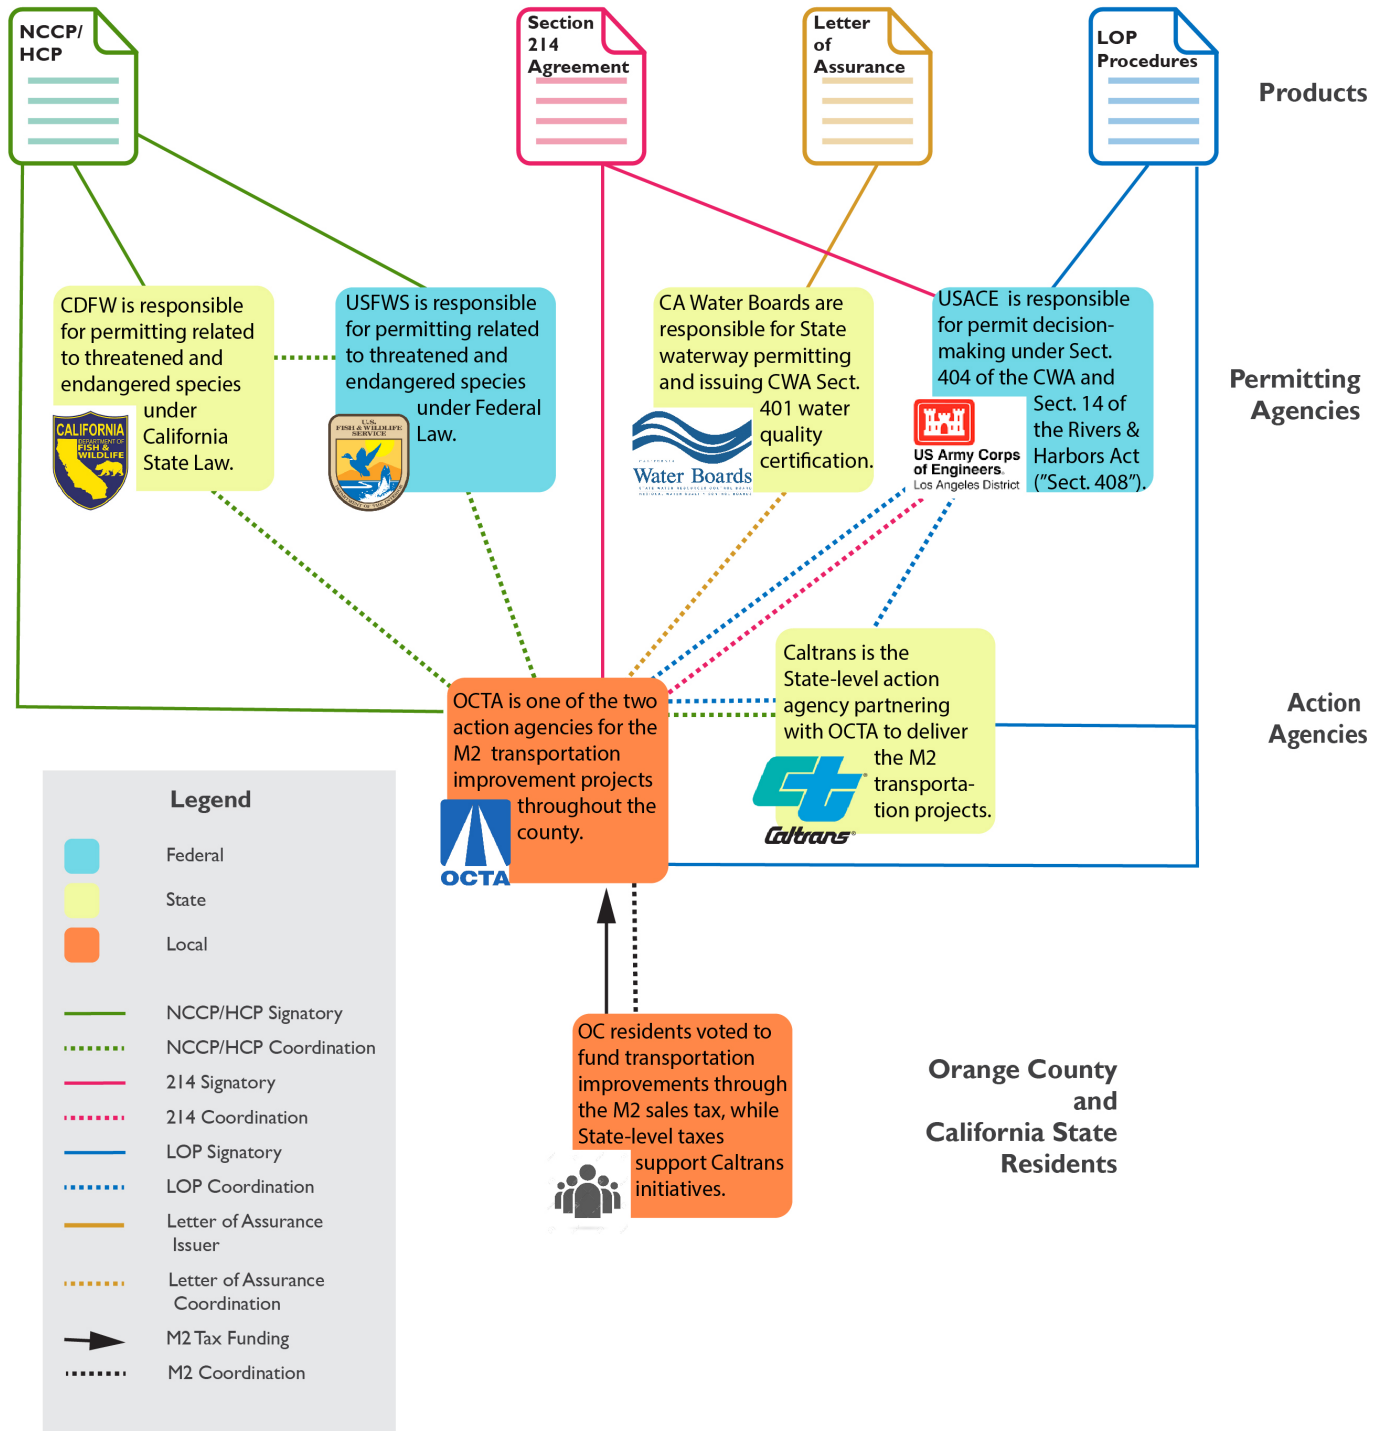 NCCP/
HCP
Section
214
Agreement
Letter
of
Assurance
LOP
Procedures
Products
CDFW is responsible
for permitting related
to threatened and
endangered species
under
California
State Law.
CALIFORNIA
DEPARTMENT OF
FISH &
WILDLIFE
USFWS is responsible
for permitting related
to threatened and
endangered species
under Federal
Law.
U.S.
FISH & WILDLIFE
SERVICE
DEPARTMENT OF THE INTERIOR
CA Water Boards are
responsible for State
waterway permitting
and issuing CWA Sect.
401 water
quality
certification.
CALIFORNIA
Water Boards
USACE is responsible
for permit decision-
making under Sect.
404 of the CWA and
Sect. 14 of
the Rivers &
Harbors Act
("Sect. 408").
US Army Corps
of Engineers®
Los Angeles District
Permitting
Agencies
OCTA is one of the two
action agencies for the
M2 transportation
improvement projects
throughout the
county.
OCTA
Caltrans is the
State-level action
agency partnering
with OCTA to deliver
the M2
transporta-
tion projects.
Caltrans®
Action
Agencies
OC residents voted to
fund transportation
improvements through
the M2 sales tax, while
State-level taxes
support Caltrans
initiatives.
Orange County
and
California State
Residents
Legend
Federal
State
Local
NCCP/HCP Signatory
NCCP/HCP Coordination
214 Signatory
214 Coordination
LOP Signatory
LOP Coordination
Letter of Assurance
Issuer
Letter of Assurance
Coordination
M2 Tax Funding
M2 Coordination